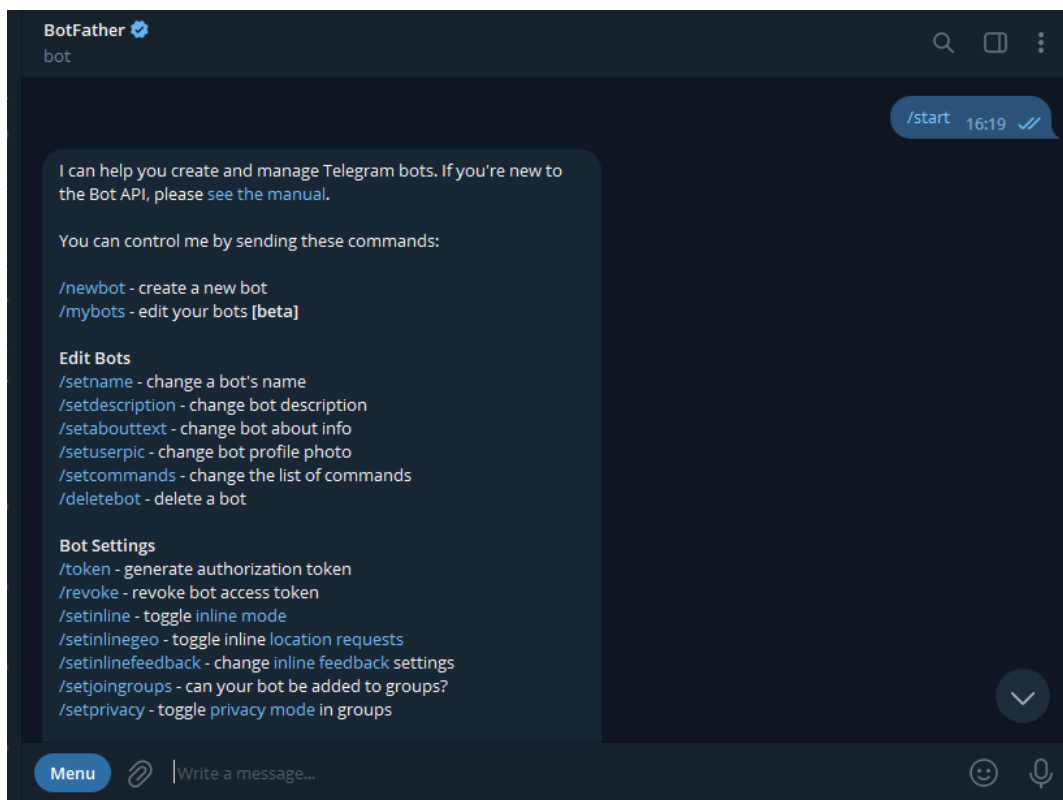 BotFather
bot
/start 16:19
I can help you create and manage Telegram bots. If you're new to
the Bot API, please see the manual.
You can control me by sending these commands:
/newbot - create a new bot
/mybots - edit your bots [beta]
Edit Bots
/setname - change a bot's name
/setdescription - change bot description
/setabouttext - change bot about info
/setuserpic - change bot profile photo
/setcommands - change the list of commands
/deletebot - delete a bot
Bot Settings
/token - generate authorization token
/revoke - revoke bot access token
/setinline - toggle inline mode
/setinlinegeo - toggle inline location requests
/setinlinefeedback - change inline feedback settings
/setjoingroups - can your bot be added to groups?
/setprivacy - toggle privacy mode in groups
Menu
Write a message...